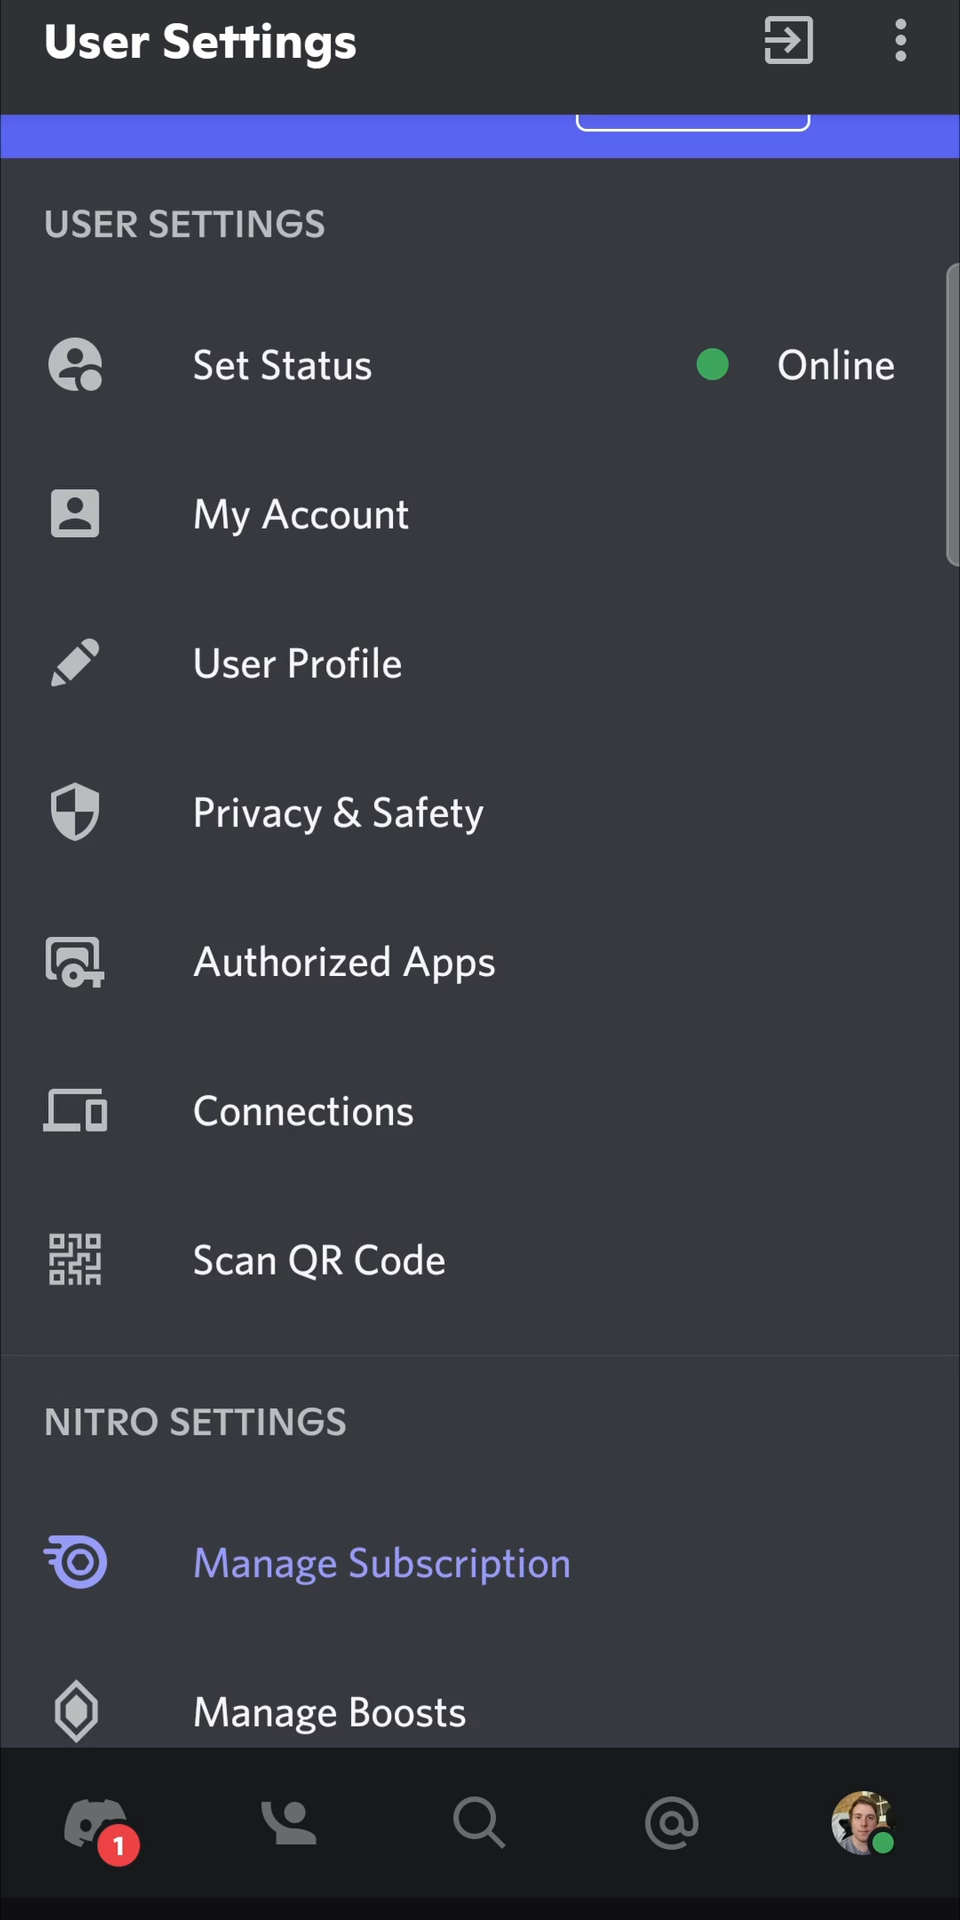 User Settings
USER SETTINGS
Set Status
Online
My Account
User Profile
Privacy & Safety
Authorized Apps
Connections
Scan QR Code
NITRO SETTINGS
Manage Subscription
Manage Boosts
1